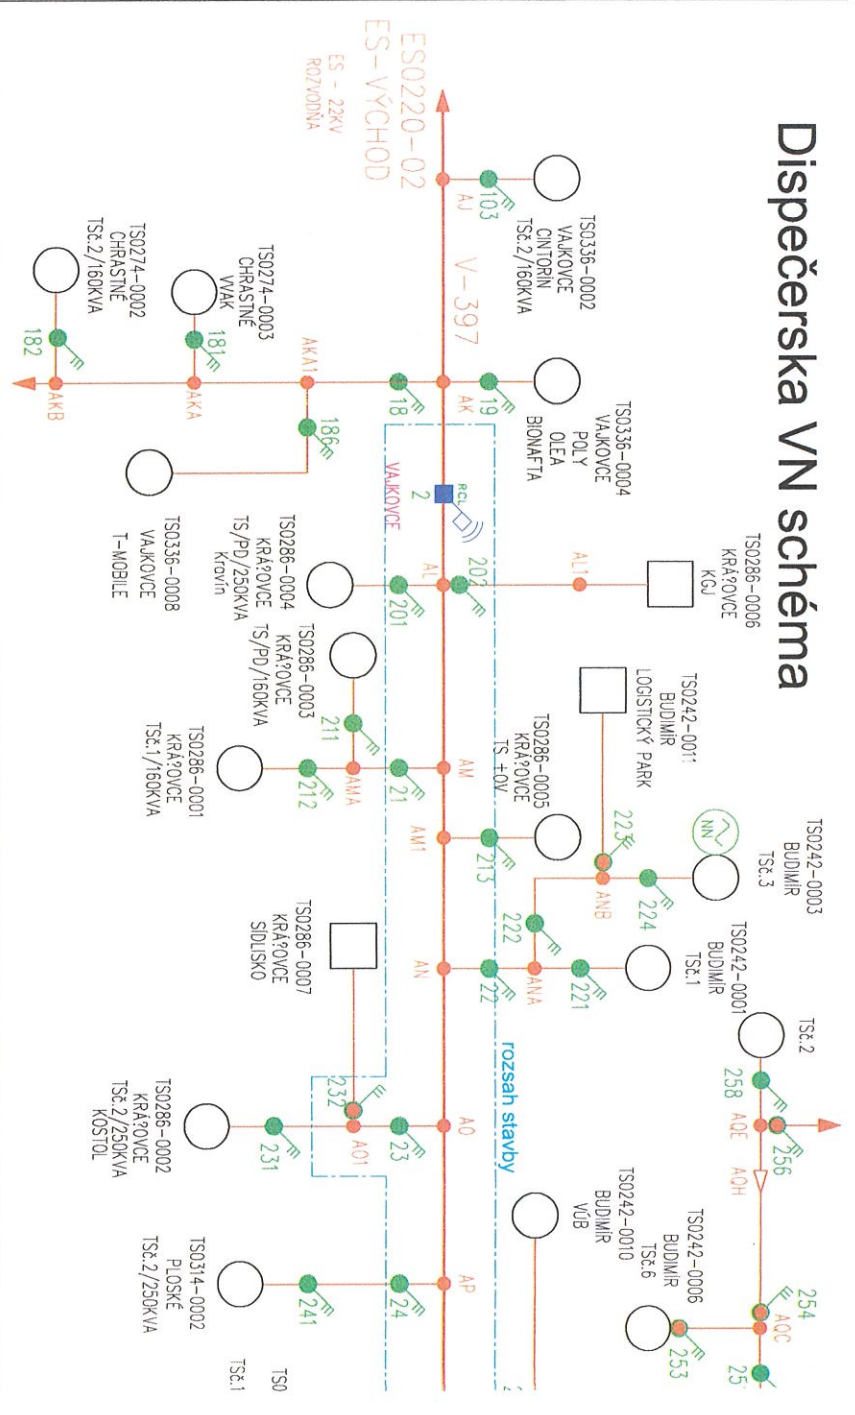 Dispečerska VN schéma
ES0220-02
ES-VÝCHOD
ES - 22KV
ROZVODŇA
V-397
AJ
103
TS0336-0002
VAJKOVCE
CINTORÍN
TSč.2/160KVA
AK
19
TS0336-0004
VAJKOVCE
POLY
OLEA
BIONAFTA
18
AKA1
186
TS0336-0008
VAJKOVCE
T-MOBILE
AKA
181
TS0274-0003
CHRASTNÉ
VVAK
AKB
182
TS0274-0002
CHRASTNÉ
TSč.2/160KVA
RCL
2
VAJKOVCE
AL
202
AL1
TS0286-0006
KRÁ?OVCE
KGJ
201
TS0286-0004
KRÁ?OVCE
TS/PD/250KVA
Kravín
AM
21
AMA
211
TS0286-0003
KRÁ?OVCE
TS/PD/160KVA
212
TS0286-0001
KRÁ?OVCE
TSč.1/160KVA
AM1
213
TS0286-0005
KRÁ?OVCE
TS ČOV
AN
22
ANA
221
TS0242-0001
BUDIMÍR
TSč.1
222
ANB
223
TS0242-0011
BUDIMÍR
LOGISTICKÝ PARK
224
NN
TS0242-0003
BUDIMÍR
TSč.3
rozsah stavby
AO
23
AO1
232
TS0286-0007
KRÁ?OVCE
SÍDLISKO
231
TS0286-0002
KRÁ?OVCE
TSč.2/250KVA
KOSTOL
AP
24
241
TS0314-0002
PLOSKÉ
TSč.2/250KVA
TS0
TSč.1
TSč.2
258
AQE
256
AQH
254
AQC
25
253
TS0242-0006
BUDIMÍR
TSč.6
TS0242-0010
BUDIMÍR
VÚB